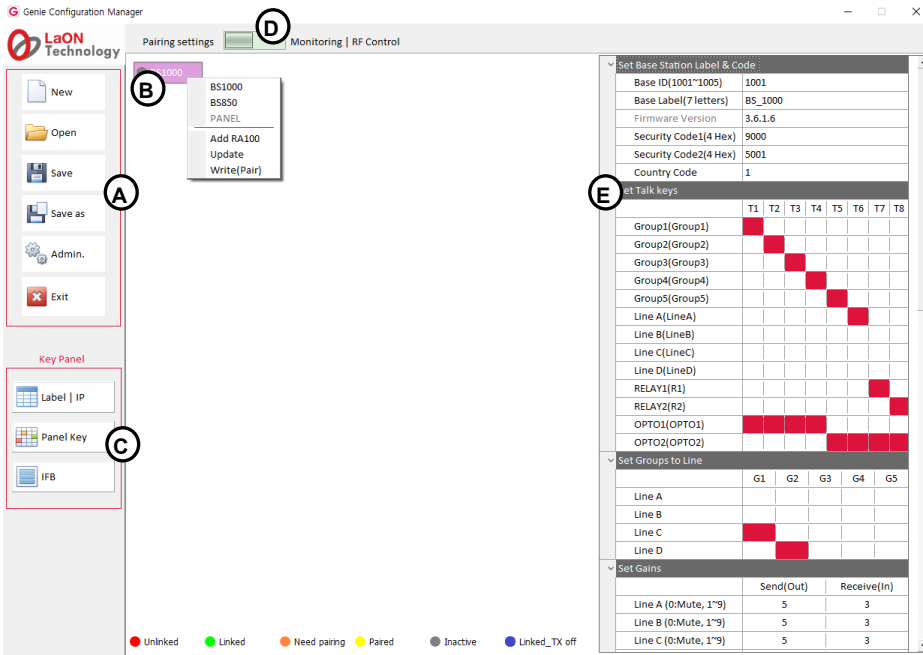 Genie Configuration Manager
LaON Technology
Pairing settings
D
Monitoring | RF Control
New
Open
Save
Save as
Admin.
Exit
A
Key Panel
Label | IP
Panel Key
IFB
C
BS1000
B
BS1000
BS850
PANEL
Add RA100
Update
Write(Pair)
Unlinked Linked Need pairing Paired Inactive Linked_TX off
E
Set Base Station Label & Code
Base ID(1001~1005) 1001
Base Label(7 letters) BS_1000
Firmware Version 3.6.1.6
Security Code1(4 Hex) 9000
Security Code2(4 Hex) 5001
Country Code 1
et Talk keys
T1 T2 T3 T4 T5 T6 T7 T8
Group1(Group1)
Group2(Group2)
Group3(Group3)
Group4(Group4)
Group5(Group5)
Line A(LineA)
Line B(LineB)
Line C(LineC)
Line D(LineD)
RELAY1(R1)
RELAY2(R2)
OPTO1(OPTO1)
OPTO2(OPTO2)
Set Groups to Line
G1 G2 G3 G4 G5
Line A
Line B
Line C
Line D
Set Gains
Send(Out) Receive(In)
Line A (0:Mute, 1~9) 5 3
Line B (0:Mute, 1~9) 5 3
Line C (0:Mute, 1~9) 5 3